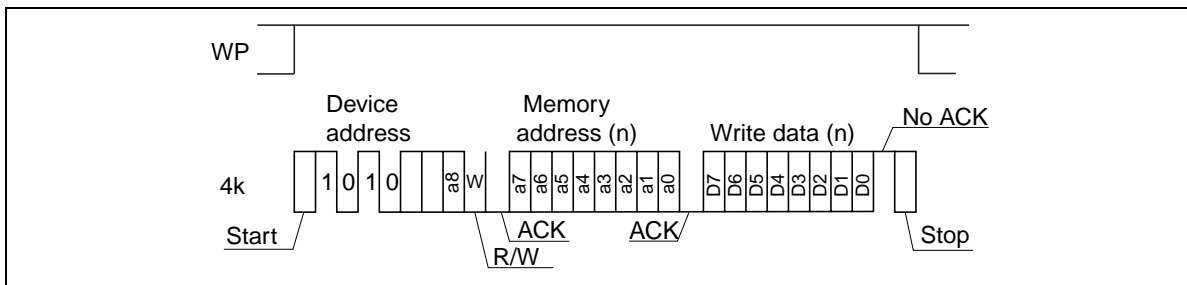 WP
Device
address
Memory
address (n)
Write data (n)
No ACK
4k
1 0 1 0 a8 W a7 a6 a5 a4 a3 a2 a1 a0 D7 D6 D5 D4 D3 D2 D1 D0
Start
ACK
R/W
ACK
Stop